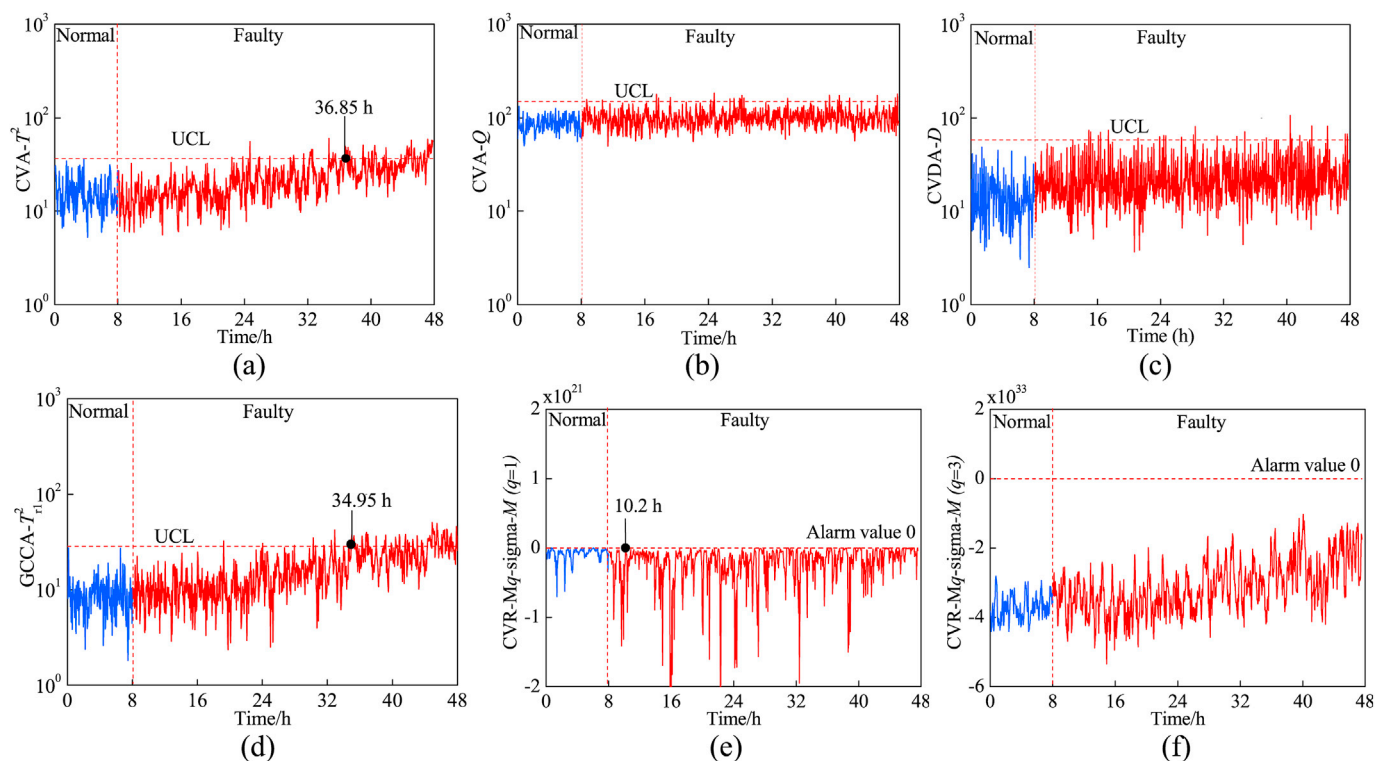 10³
Normal
Faulty
36.85 h
10²
UCL
CVA-T²
10¹
10⁰
0 8 16 24 32 40 48
Time/h
(a)
10³
Normal
Faulty
UCL
10²
CVA-Q
10¹
10⁰
0 8 16 24 32 40 48
Time/h
(b)
10³
Normal
Faulty
10²
UCL
CVDA-D
10¹
10⁰
0 8 16 24 32 40 48
Time (h)
(c)
10³
Normal
Faulty
10²
34.95 h
UCL
GCCA-T²r1
10¹
10⁰
0 8 16 24 32 40 48
Time/h
(d)
x10²¹
2
Normal
Faulty
1
10.2 h
Alarm value 0
0
CVR-Mq-sigma-M (q=1)
-1
-2
0 8 16 24 32 40 48
Time/h
(e)
x10³³
2
Normal
Faulty
Alarm value 0
0
CVR-Mq-sigma-M (q=3)
-2
-4
-6
0 8 16 24 32 40 48
Time/h
(f)